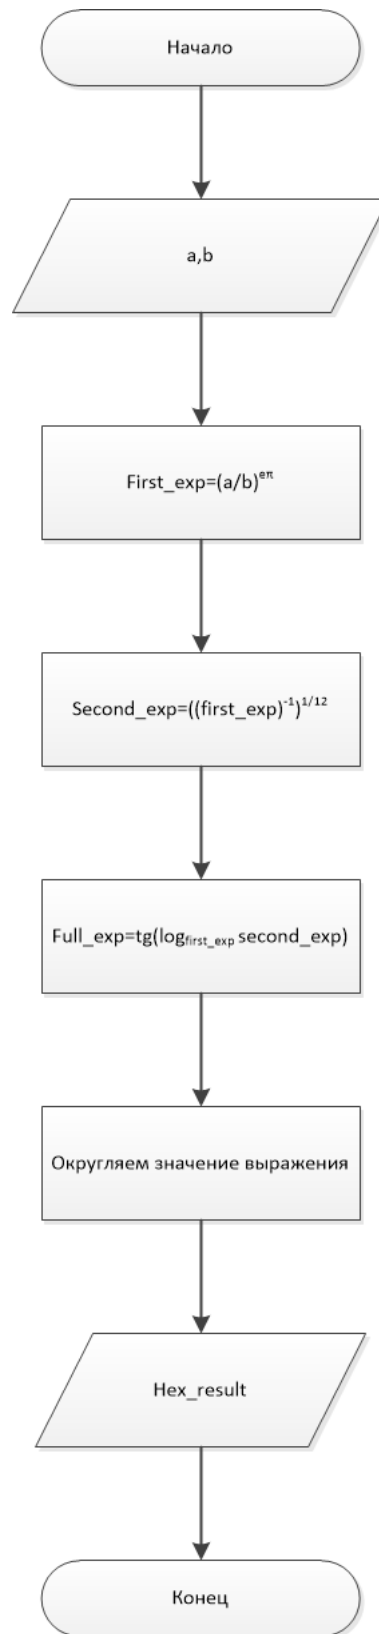 Начало
a,b
First_exp=(a/b)^eπ
Second_exp=((first_exp)^-1)^1/12
Full_exp=tg(log_first_exp second_exp)
Округляем значение выражения
Hex_result
Конец